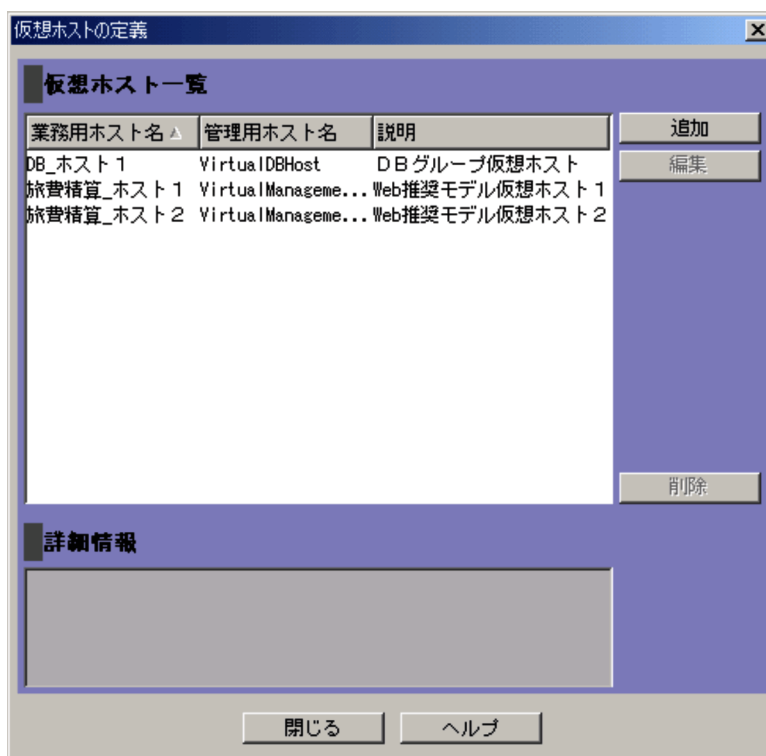 仮想ホストの定義
仮想ホスト一覧
業務用ホスト名 管理用ホスト名 説明
追加
DB_ホスト1 VirtualDBHost DBグループ仮想ホスト
編集
旅費精算_ホスト1 VirtualManageme... Web推奨モデル仮想ホスト1
旅費精算_ホスト2 VirtualManageme... Web推奨モデル仮想ホスト2
削除
詳細情報
閉じる ヘルプ